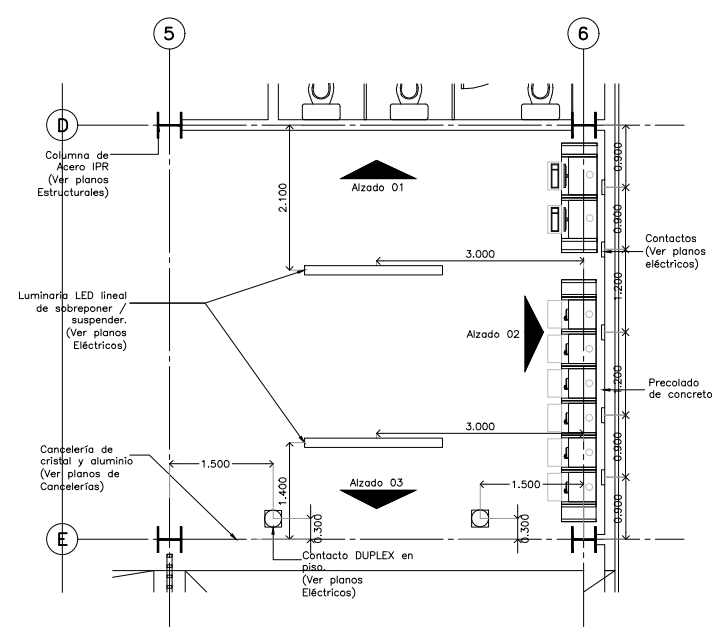 5
6
D
Columna de
Acero IPR
(Ver planos
Estructurales)
2.100
Alzado 01
0.900
0.900
Contactos
(Ver planos
eléctricos)
3.000
Luminaria LED lineal
de sobreponer /
suspender.
(Ver planos
Eléctricos)
1.200
Alzado 02
1.200
Precolado
de concreto
3.000
Cancelería de
cristal y aluminio
(Ver planos de
Cancelerías)
1.500
1.400
Alzado 03
1.500
0.900
0.900
0.300
0.300
E
Contacto DUPLEX en
piso.
(Ver planos
Eléctricos)